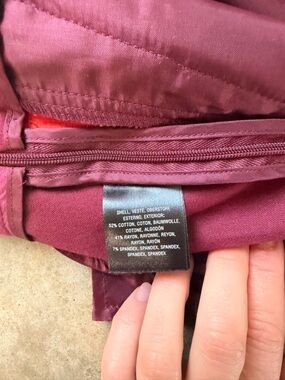 SHELL, VESTE, OBERSTOFF,
ESTERNO, EXTERIOR:
52% COTTON, COTON, BAUMWOLLE,
COTONE, ALGODÓN
41% RAYON, RAYONNE, REYON,
RAYON, RAYÓN
7% SPANDEX, SPANDEX, SPANDEX,
SPANDEX, SPANDEX